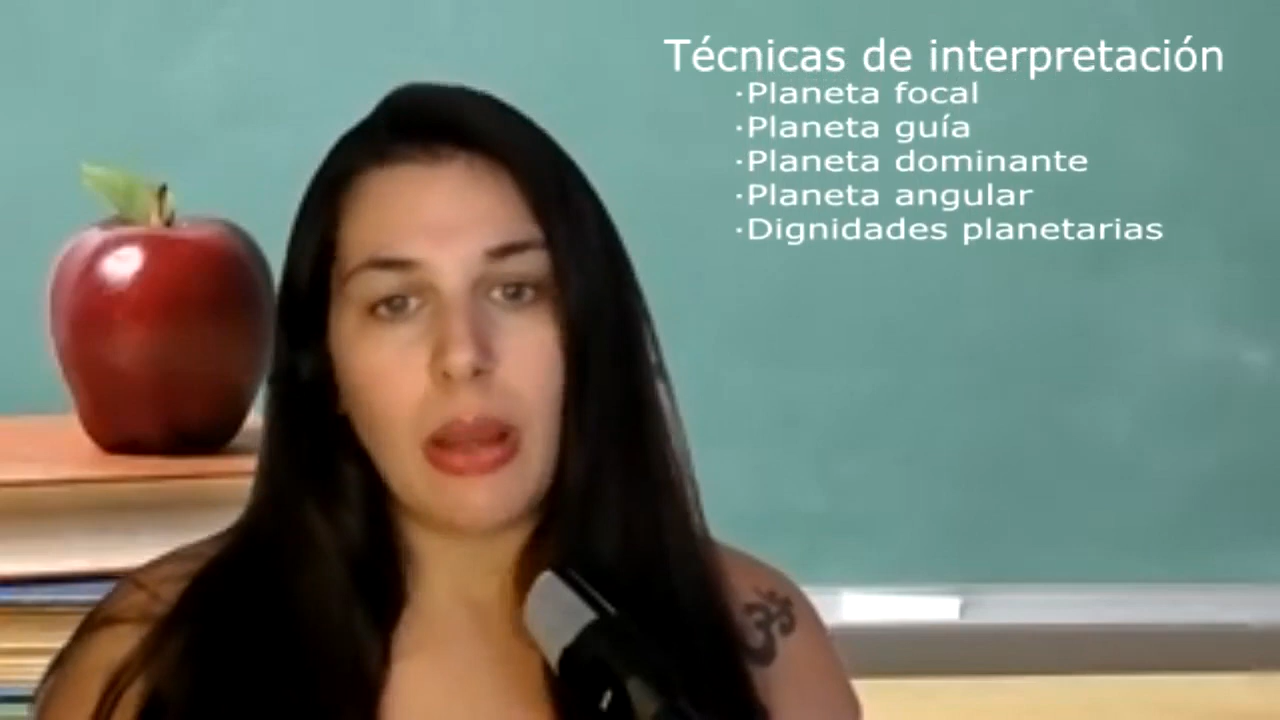 Técnicas de interpretación
·Planeta focal
·Planeta guía
·Planeta dominante
·Planeta angular
·Dignidades planetarias